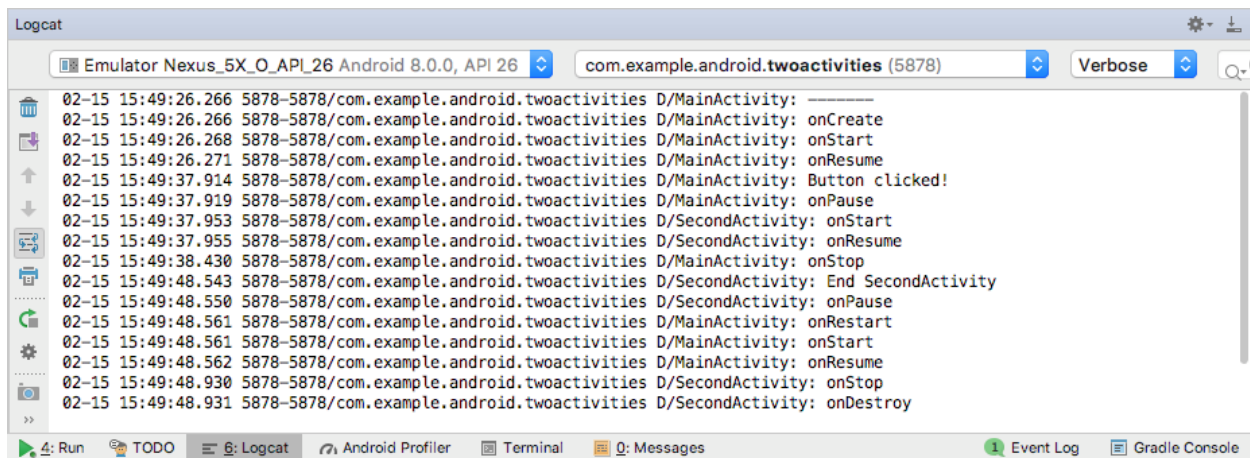 Logcat
Emulator Nexus_5X_O_API_26 Android 8.0.0, API 26 com.example.android.twoactivities (5878) Verbose
02-15 15:49:26.266 5878-5878/com.example.android.twoactivities D/MainActivity: ———————
02-15 15:49:26.266 5878-5878/com.example.android.twoactivities D/MainActivity: onCreate
02-15 15:49:26.268 5878-5878/com.example.android.twoactivities D/MainActivity: onStart
02-15 15:49:26.271 5878-5878/com.example.android.twoactivities D/MainActivity: onResume
02-15 15:49:37.914 5878-5878/com.example.android.twoactivities D/MainActivity: Button clicked!
02-15 15:49:37.919 5878-5878/com.example.android.twoactivities D/MainActivity: onPause
02-15 15:49:37.953 5878-5878/com.example.android.twoactivities D/SecondActivity: onStart
02-15 15:49:37.955 5878-5878/com.example.android.twoactivities D/SecondActivity: onResume
02-15 15:49:38.430 5878-5878/com.example.android.twoactivities D/MainActivity: onStop
02-15 15:49:48.543 5878-5878/com.example.android.twoactivities D/SecondActivity: End SecondActivity
02-15 15:49:48.550 5878-5878/com.example.android.twoactivities D/SecondActivity: onPause
02-15 15:49:48.561 5878-5878/com.example.android.twoactivities D/MainActivity: onRestart
02-15 15:49:48.561 5878-5878/com.example.android.twoactivities D/MainActivity: onStart
02-15 15:49:48.562 5878-5878/com.example.android.twoactivities D/MainActivity: onResume
02-15 15:49:48.930 5878-5878/com.example.android.twoactivities D/SecondActivity: onStop
02-15 15:49:48.931 5878-5878/com.example.android.twoactivities D/SecondActivity: onDestroy
4: Run TODO 6: Logcat Android Profiler Terminal 0: Messages 1 Event Log Gradle Console